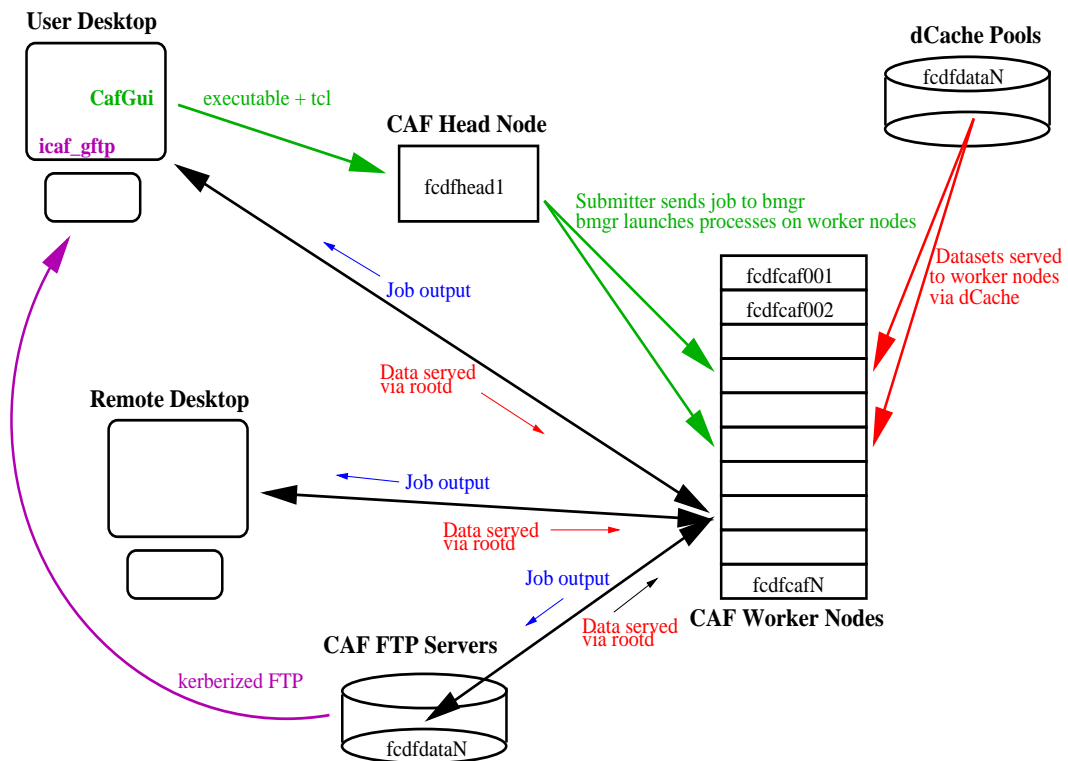 User Desktop
dCache Pools
fcdfdataN
CafGui
executable + tcl
CAF Head Node
icaf_gftp
fcdfhead1
Submitter sends job to bmgr
bmgr launches processes on worker nodes
Datasets served
to worker nodes
via dCache
fcdfcaf001
fcdfcaf002
Job output
Data served
via rootd
Remote Desktop
Job output
Data served
via rootd
Job output
fcdfcafN
CAF Worker Nodes
Data served
via rootd
CAF FTP Servers
kerberized FTP
fcdfdataN